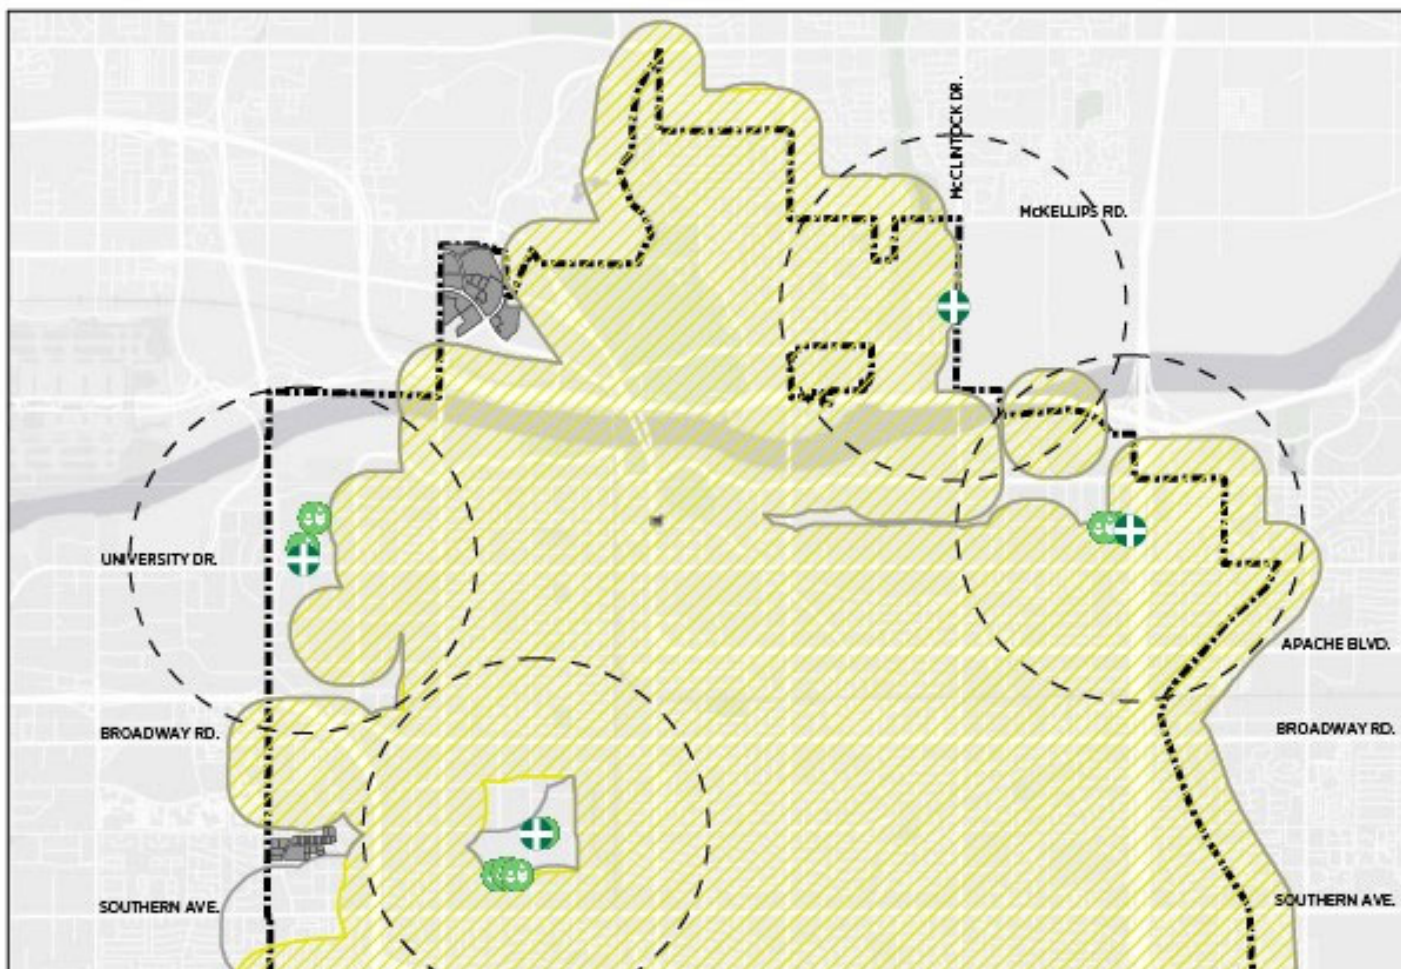 McCLINTOCK DR.
McKELLIPS RD.
UNIVERSITY DR.
APACHE BLVD.
BROADWAY RD.
BROADWAY RD.
SOUTHERN AVE.
SOUTHERN AVE.